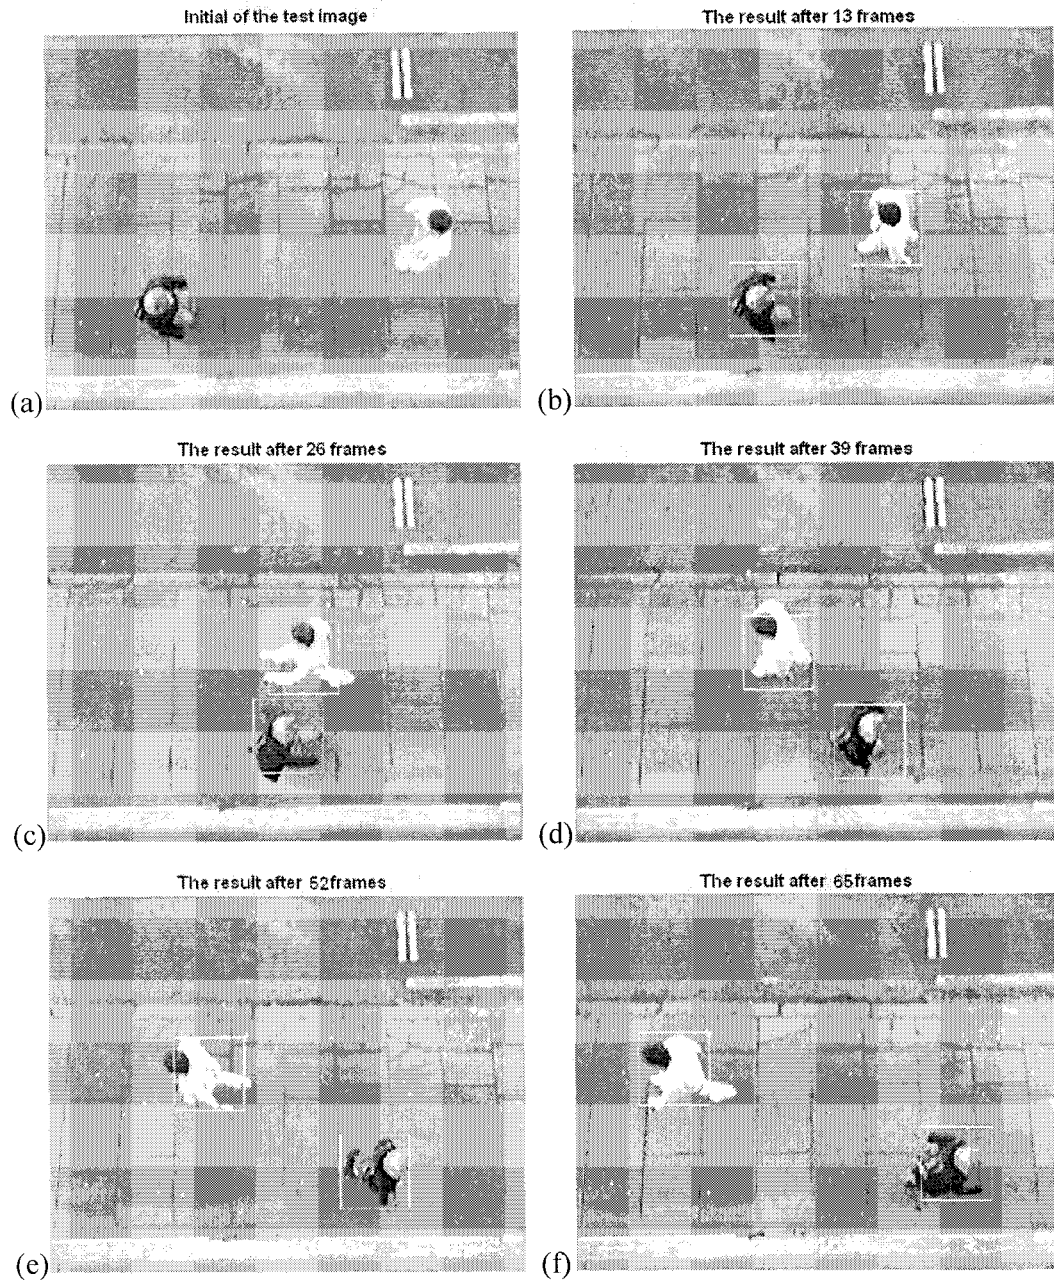 Initial of the test image
The result after 13 frames
(a)
(b)
The result after 26 frames
The result after 39 frames
(c)
(d)
The result after 52frames
The result after 65frames
(e)
(f)